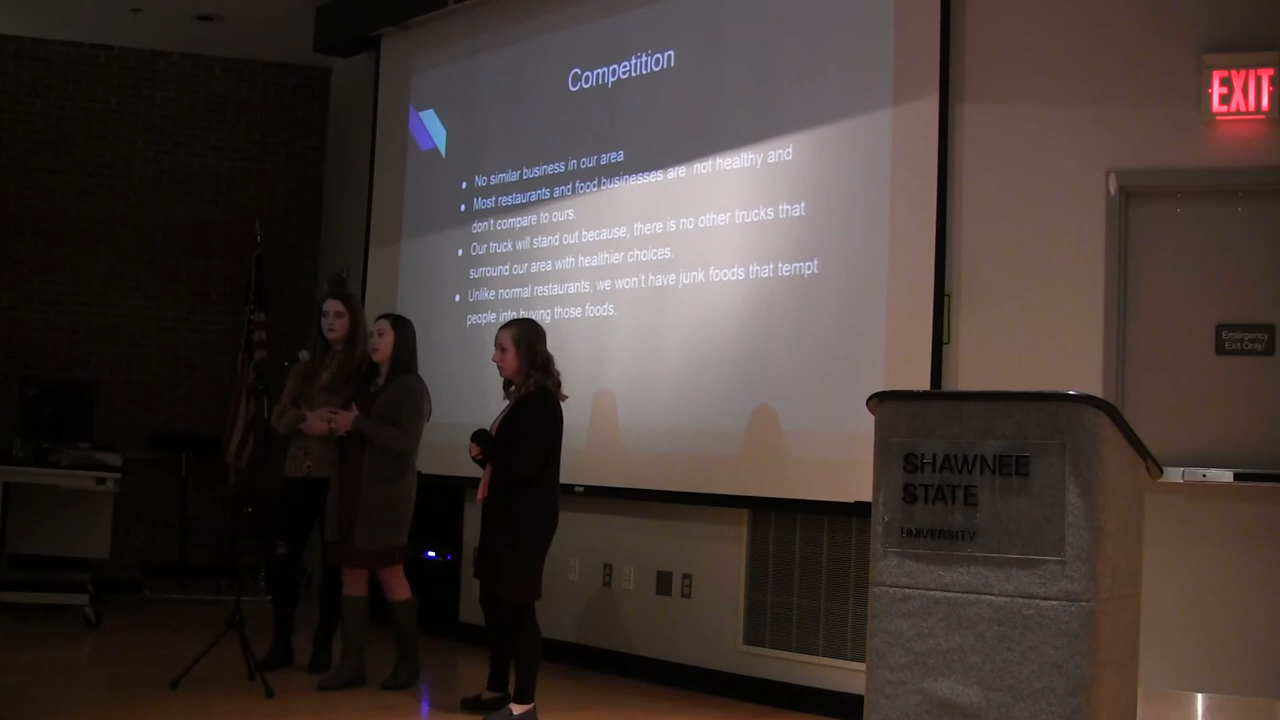 Competition
• No similar business in our area
• Most restaurants and food businesses are not healthy and
don't compare to ours.
• Our truck will stand out because, there is no other trucks that
surround our area with healthier choices.
• Unlike normal restaurants, we won't have junk foods that tempt
people into buying those foods.
EXIT
Emergency
Exit Only!
SHAWNEE
STATE
UNIVERSITY